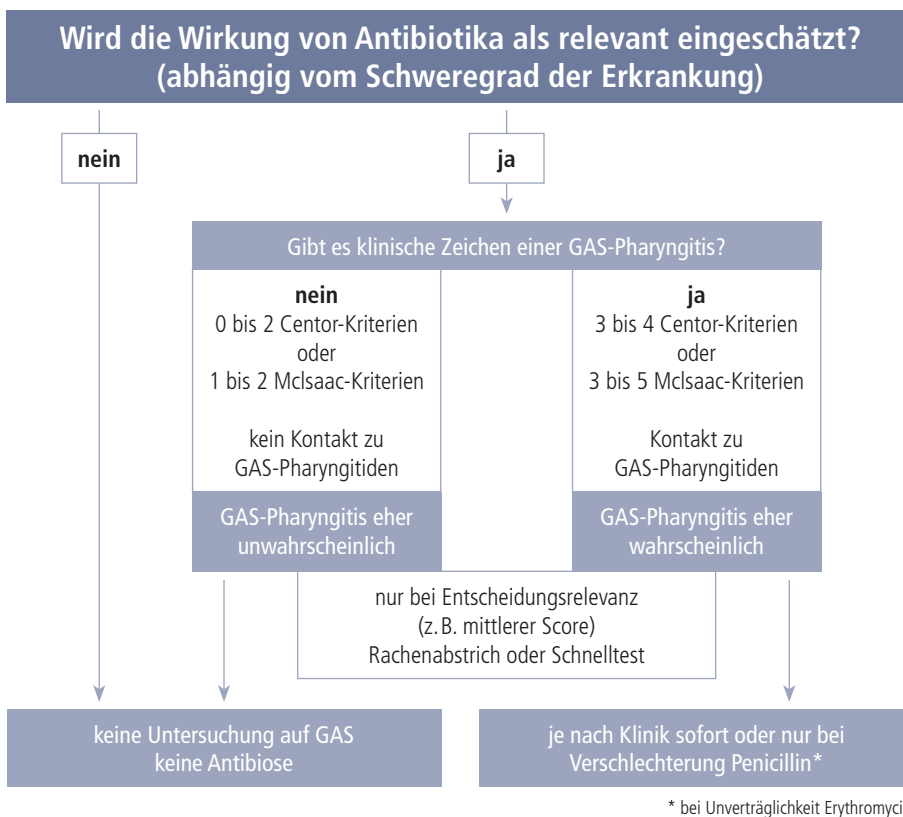 Wird die Wirkung von Antibiotika als relevant eingeschätzt?
(abhängig vom Schweregrad der Erkrankung)
nein
ja
Gibt es klinische Zeichen einer GAS-Pharyngitis?
nein
0 bis 2 Centor-Kriterien
oder
1 bis 2 McIsaac-Kriterien
kein Kontakt zu
GAS-Pharyngitiden
GAS-Pharyngitis eher
unwahrscheinlich
ja
3 bis 4 Centor-Kriterien
oder
3 bis 5 McIsaac-Kriterien
Kontakt zu
GAS-Pharyngitiden
GAS-Pharyngitis eher
wahrscheinlich
nur bei Entscheidungsrelevanz
(z. B. mittlerer Score)
Rachenabstrich oder Schnelltest
keine Untersuchung auf GAS
keine Antibiose
je nach Klinik sofort oder nur bei
Verschlechterung Penicillin*
* bei Unverträglichkeit Erythromyci